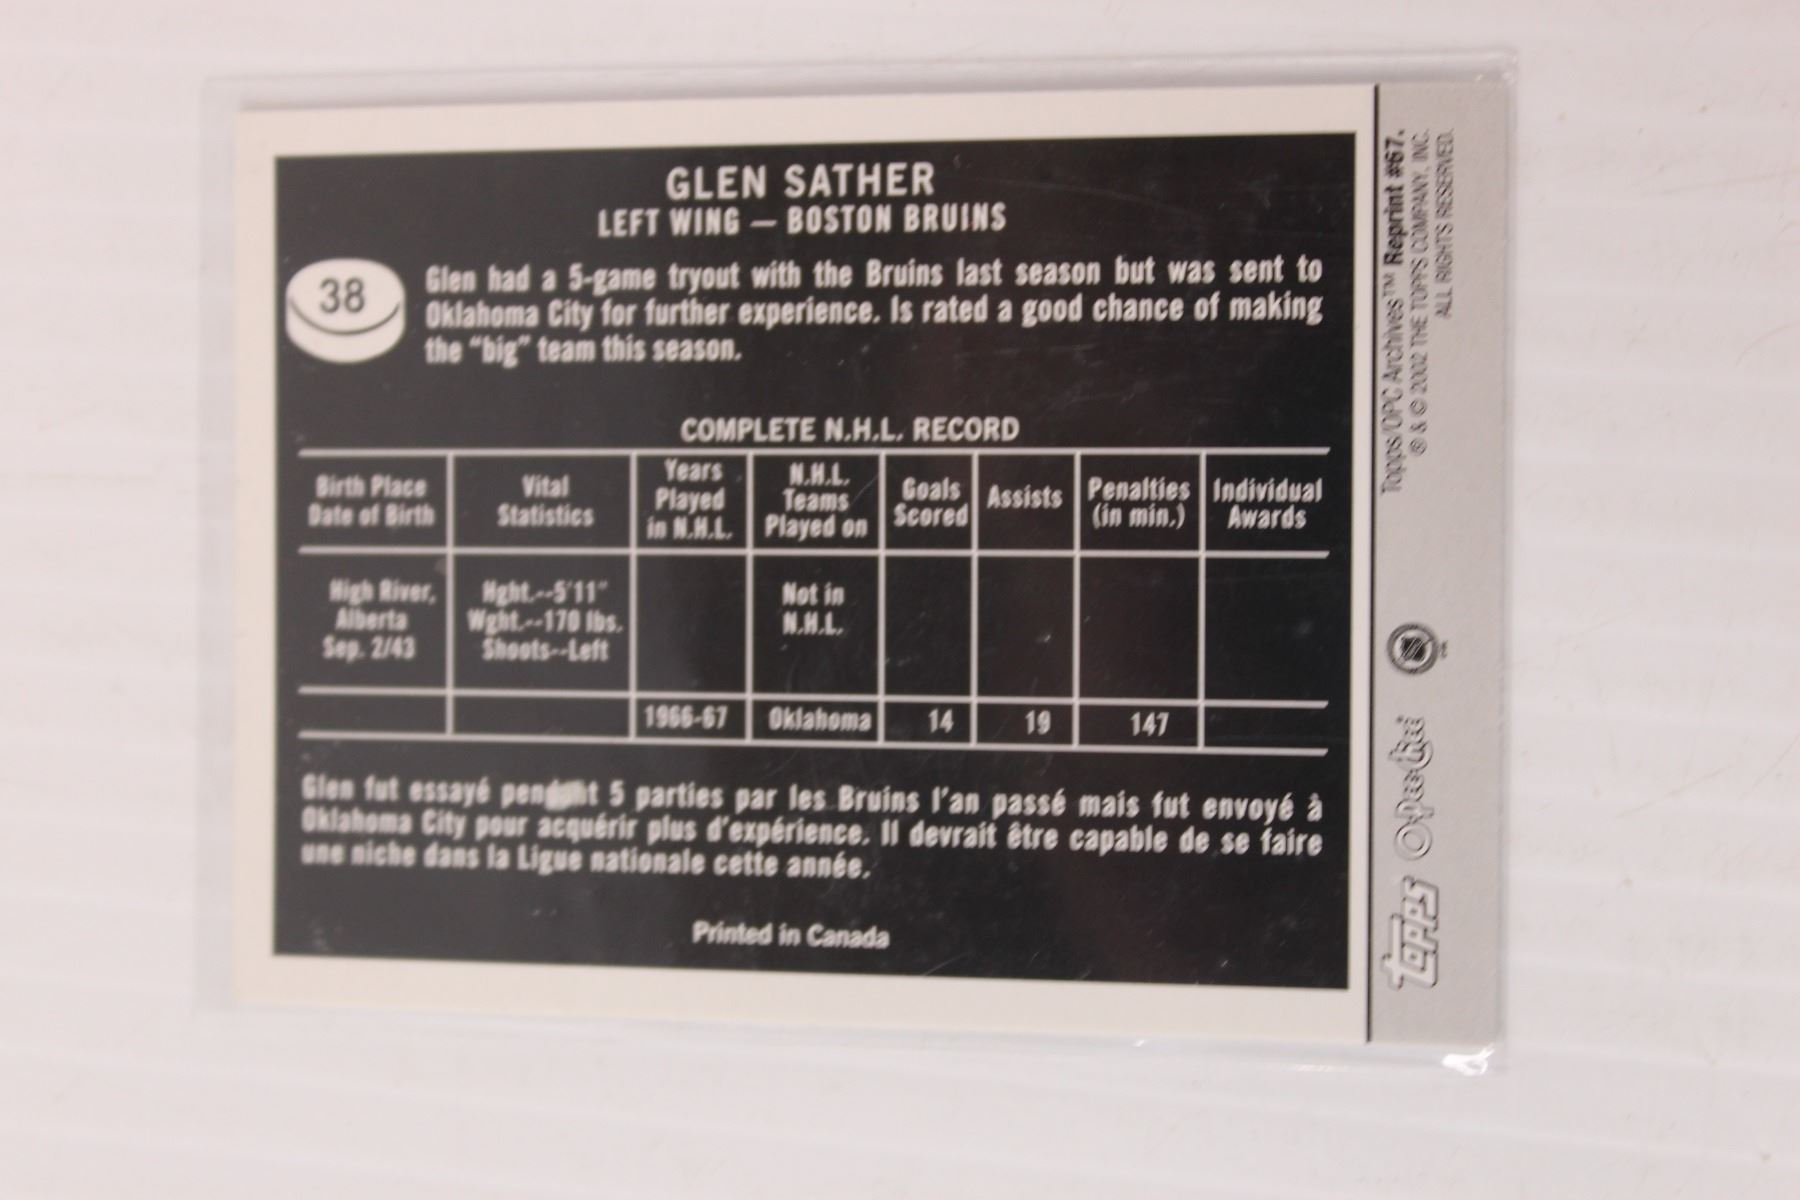 GLEN SATHER
LEFT WING — BOSTON BRUINS
38
Glen had a 5-game tryout with the Bruins last season but was sent to
Oklahoma City for further experience. Is rated a good chance of making
the "big" team this season.
COMPLETE N.H.L. RECORD
Birth Place
Date of Birth
Vital
Statistics
Years
Played
in N.H.L.
N.H.L.
Teams
Played on
Goals
Scored
Assists
Penalties
(in min.)
Individual
Awards
High River,
Alberta
Sep. 2/43
Hght.--5'11"
Wght.--170 lbs.
Shoots--Left
Not in
N.H.L.
1966-67 Oklahoma 14 19 147
Glen fut essayé pendant 5 parties par les Bruins l'an passé mais fut envoyé à
Oklahoma City pour acquérir plus d'expérience. Il devrait être capable de se faire
une niche dans la Ligue nationale cette année.
Printed in Canada
Topps/OPC Archives™ Reprint #67.
® & © 2002 THE TOPPS COMPANY, INC.
ALL RIGHTS RESERVED.
NHL
O-Pee-Chee
TOPPS